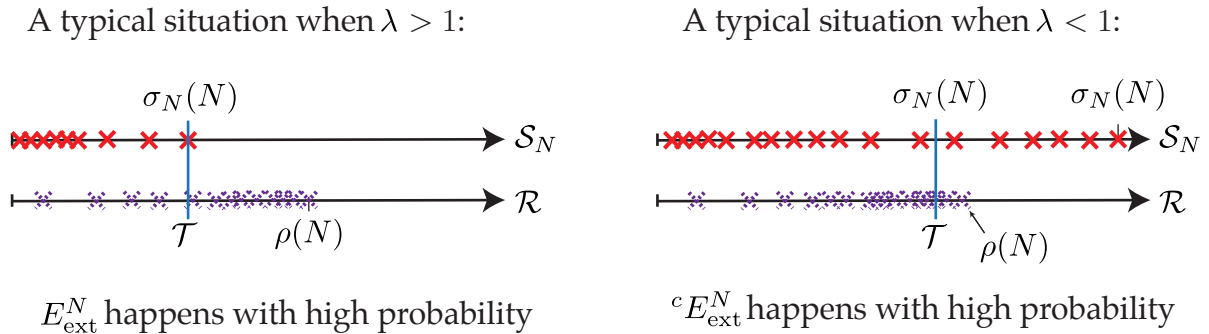 A typical situation when λ > 1:
σ_N(N)
S_N
R
T
ρ(N)
E^N_ext happens with high probability
A typical situation when λ < 1:
σ_N(N) σ_N(N)
S_N
R
T
ρ(N)
^cE^N_ext happens with high probability